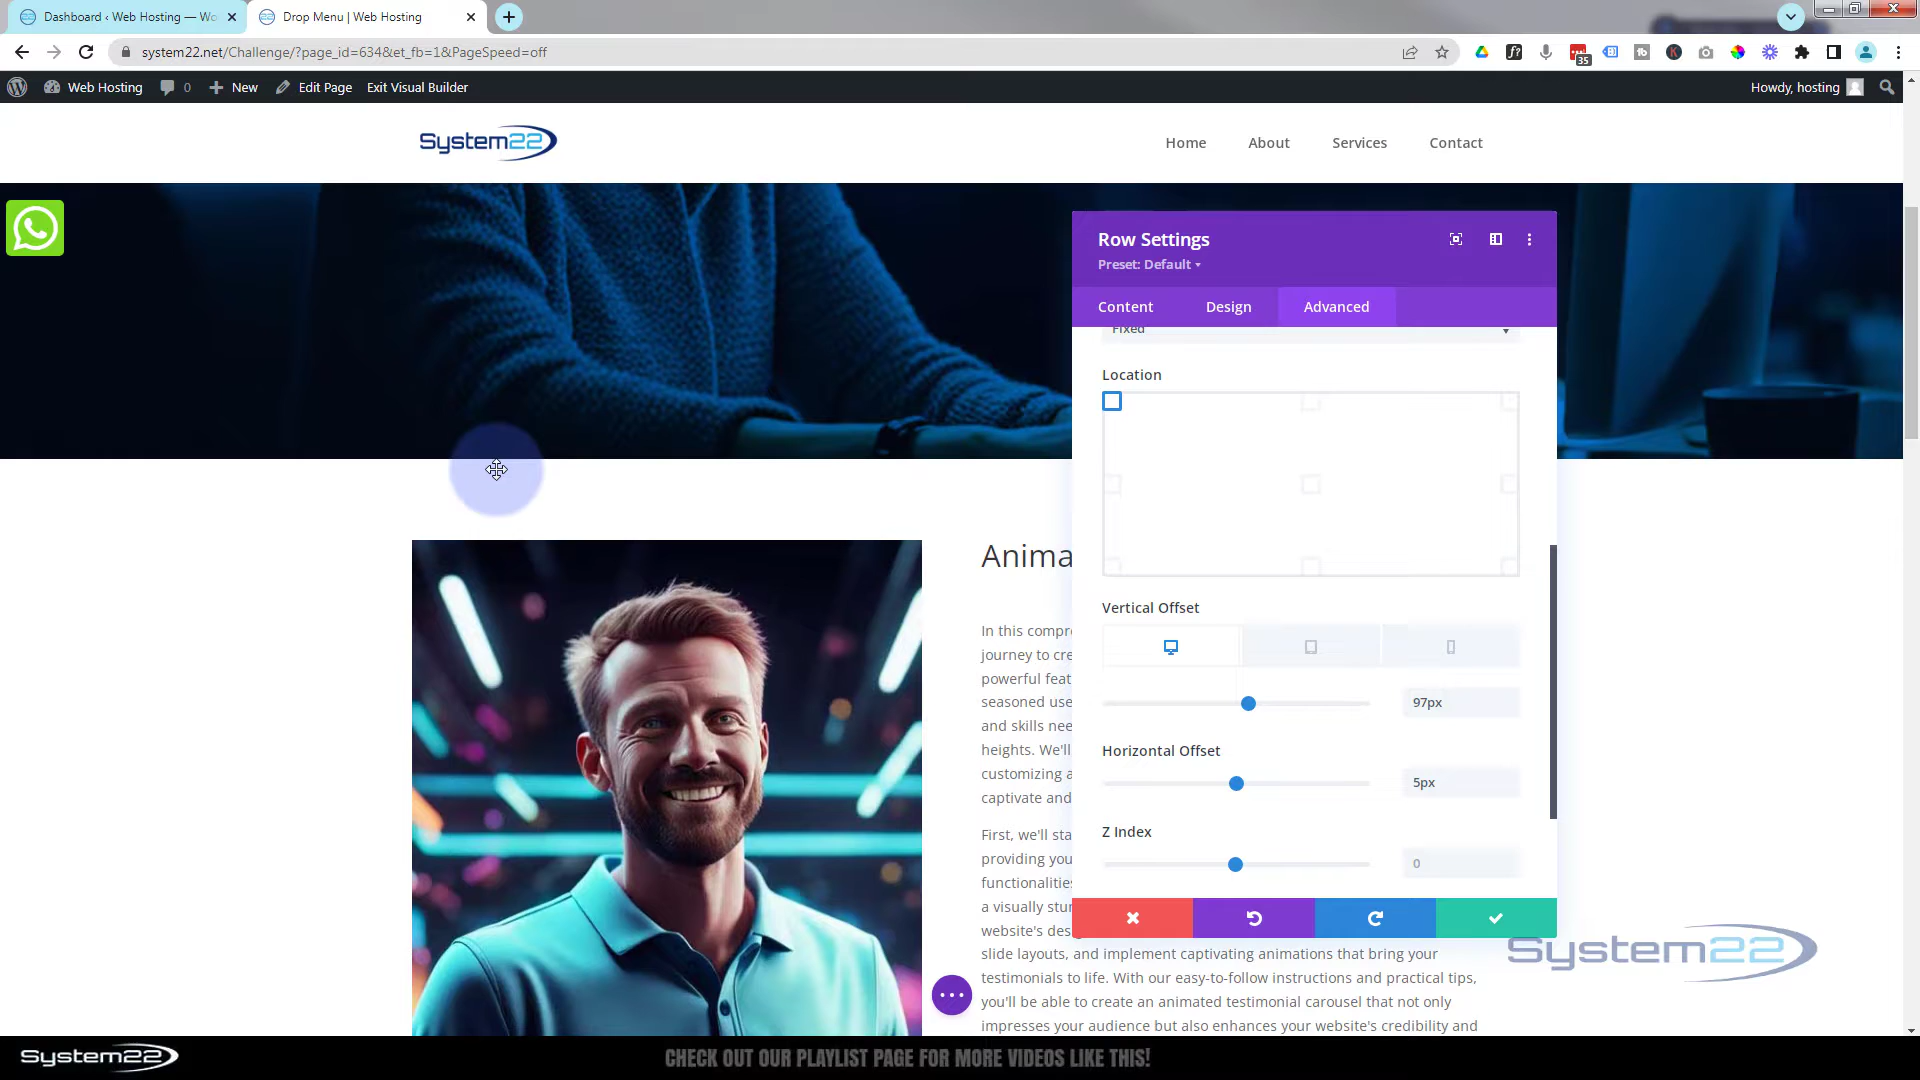 Dashboard ‹ Web Hosting — Wo
Drop Menu | Web Hosting
system22.net/Challenge/?page_id=634&et_fb=1&PageSpeed=off
35
Web Hosting
0
New
Edit Page
Exit Visual Builder
Howdy, hosting
System22
Home
About
Services
Contact
Row Settings
Preset: Default
Content
Design
Advanced
Fixed
Location
Vertical Offset
97px
Horizontal Offset
5px
Z Index
0
Anima
In this compre
journey to cre
powerful feat
seasoned use
and skills nee
heights. We'll
customizing a
captivate and
First, we'll sta
providing you
functionalities
a visually stur
website's des
slide layouts, and implement captivating animations that bring your
testimonials to life. With our easy-to-follow instructions and practical tips,
you'll be able to create an animated testimonial carousel that not only
impresses your audience but also enhances your website's credibility and
System22
System22
CHECK OUT OUR PLAYLIST PAGE FOR MORE VIDEOS LIKE THIS!